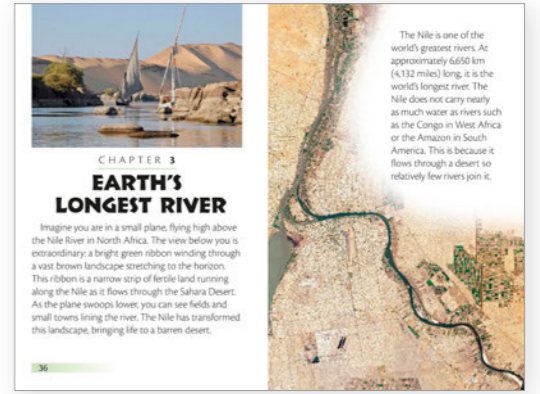 CHAPTER 3
EARTH'S
LONGEST RIVER
Imagine you are in a small plane, flying high above
the Nile River in North Africa. The view below you is
extraordinary: a bright green ribbon winding through
a vast brown landscape stretching to the horizon.
This ribbon is a narrow strip of fertile land running
along the Nile as it flows through the Sahara Desert.
As the plane swoops lower, you can see fields and
small towns lining the river. The Nile has transformed
this landscape, bringing life to a barren desert.
36
The Nile is one of the
world's greatest rivers. At
approximately 6,650 km
(4,132 miles) long, it is the
world's longest river. The
Nile does not carry nearly
as much water as rivers such
as the Congo in West Africa
or the Amazon in South
America. This is because it
flows through a desert so
relatively few rivers join it.